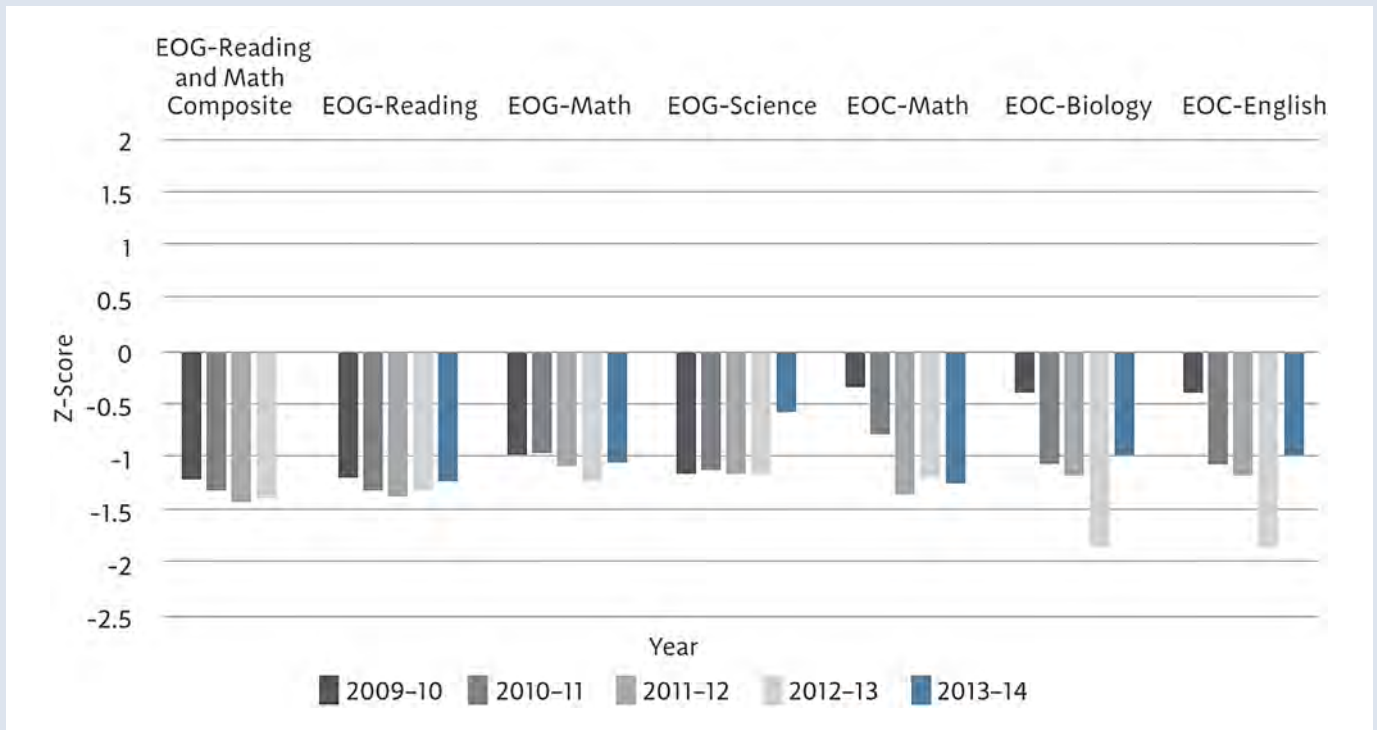 EOG–Reading
and Math
Composite
EOG–Reading
EOG–Math
EOG–Science
EOC–Math
EOC–Biology
EOC–English
2
1.5
1
0.5
0
-0.5
-1
-1.5
-2
-2.5
Z-Score
Year
2009–10
2010–11
2011–12
2012–13
2013–14